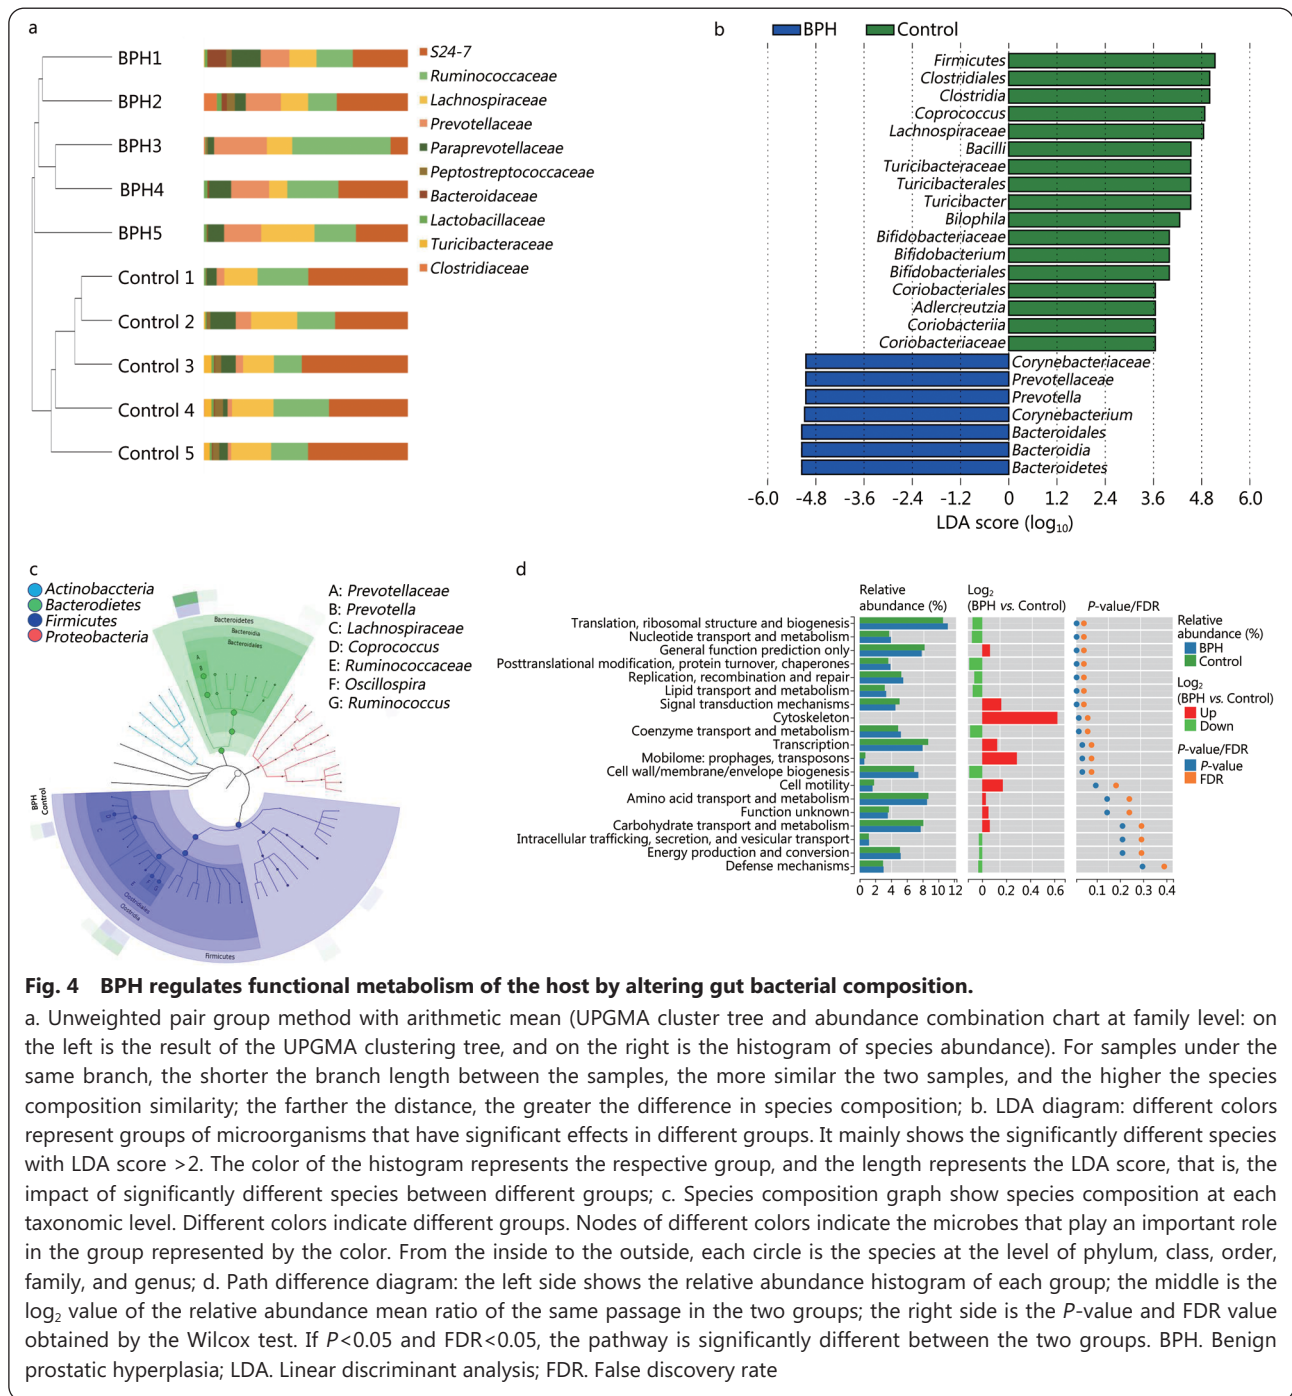 a
BPH1
BPH2
BPH3
BPH4
BPH5
Control 1
Control 2
Control 3
Control 4
Control 5
S24-7
Ruminococcaceae
Lachnospiraceae
Prevotellaceae
Paraprevotellaceae
Peptostreptococcaceae
Bacteroidaceae
Lactobacillaceae
Turicibacteraceae
Clostridiaceae
b
BPH Control
Firmicutes
Clostridiales
Clostridia
Coprococcus
Lachnospiraceae
Bacilli
Turicibacteraceae
Turicibacterales
Turicibacter
Bilophila
Bifidobacteriaceae
Bifidobacterium
Bifidobacteriales
Coriobacteriales
Adlercreutzia
Coriobacteriia
Coriobacteriaceae
Corynebacteriaceae
Prevotellaceae
Prevotella
Corynebacterium
Bacteroidales
Bacteroidia
Bacteroidetes
-6.0 -4.8 -3.6 -2.4 -1.2 0 1.2 2.4 3.6 4.8 6.0
LDA score (log10)
c
Actinobaccteria
Bacterodietes
Firmicutes
Proteobacteria
A: Prevotellaceae
B: Prevotella
C: Lachnospiraceae
D: Coprococcus
E: Ruminococcaceae
F: Oscillospira
G: Ruminococcus
Bacteroidetes
Bacteroidia
Bacteroidales
BPH
Control
Clostridiales
Clostridia
Firmicutes
d
Relative
abundance (%)
Log2
(BPH vs. Control)
P-value/FDR
Translation, ribosomal structure and biogenesis
Nucleotide transport and metabolism
General function prediction only
Posttranslational modification, protein turnover, chaperones
Replication, recombination and repair
Lipid transport and metabolism
Signal transduction mechanisms
Cytoskeleton
Coenzyme transport and metabolism
Transcription
Mobilome: prophages, transposons
Cell wall/membrane/envelope biogenesis
Cell motility
Amino acid transport and metabolism
Function unknown
Carbohydrate transport and metabolism
Intracellular trafficking, secretion, and vesicular transport
Energy production and conversion
Defense mechanisms
0 2 4 6 8 10 12
0 0.2 0.4 0.6
0.1 0.2 0.3 0.4
Relative
abundance (%)
BPH
Control
Log2
(BPH vs. Control)
Up
Down
P-value/FDR
P-value
FDR
Fig. 4 BPH regulates functional metabolism of the host by altering gut bacterial composition.
a. Unweighted pair group method with arithmetic mean (UPGMA cluster tree and abundance combination chart at family level: on
the left is the result of the UPGMA clustering tree, and on the right is the histogram of species abundance). For samples under the
same branch, the shorter the branch length between the samples, the more similar the two samples, and the higher the species
composition similarity; the farther the distance, the greater the difference in species composition; b. LDA diagram: different colors
represent groups of microorganisms that have significant effects in different groups. It mainly shows the significantly different species
with LDA score >2. The color of the histogram represents the respective group, and the length represents the LDA score, that is, the
impact of significantly different species between different groups; c. Species composition graph show species composition at each
taxonomic level. Different colors indicate different groups. Nodes of different colors indicate the microbes that play an important role
in the group represented by the color. From the inside to the outside, each circle is the species at the level of phylum, class, order,
family, and genus; d. Path difference diagram: the left side shows the relative abundance histogram of each group; the middle is the
log2 value of the relative abundance mean ratio of the same passage in the two groups; the right side is the P-value and FDR value
obtained by the Wilcox test. If P<0.05 and FDR<0.05, the pathway is significantly different between the two groups. BPH. Benign
prostatic hyperplasia; LDA. Linear discriminant analysis; FDR. False discovery rate